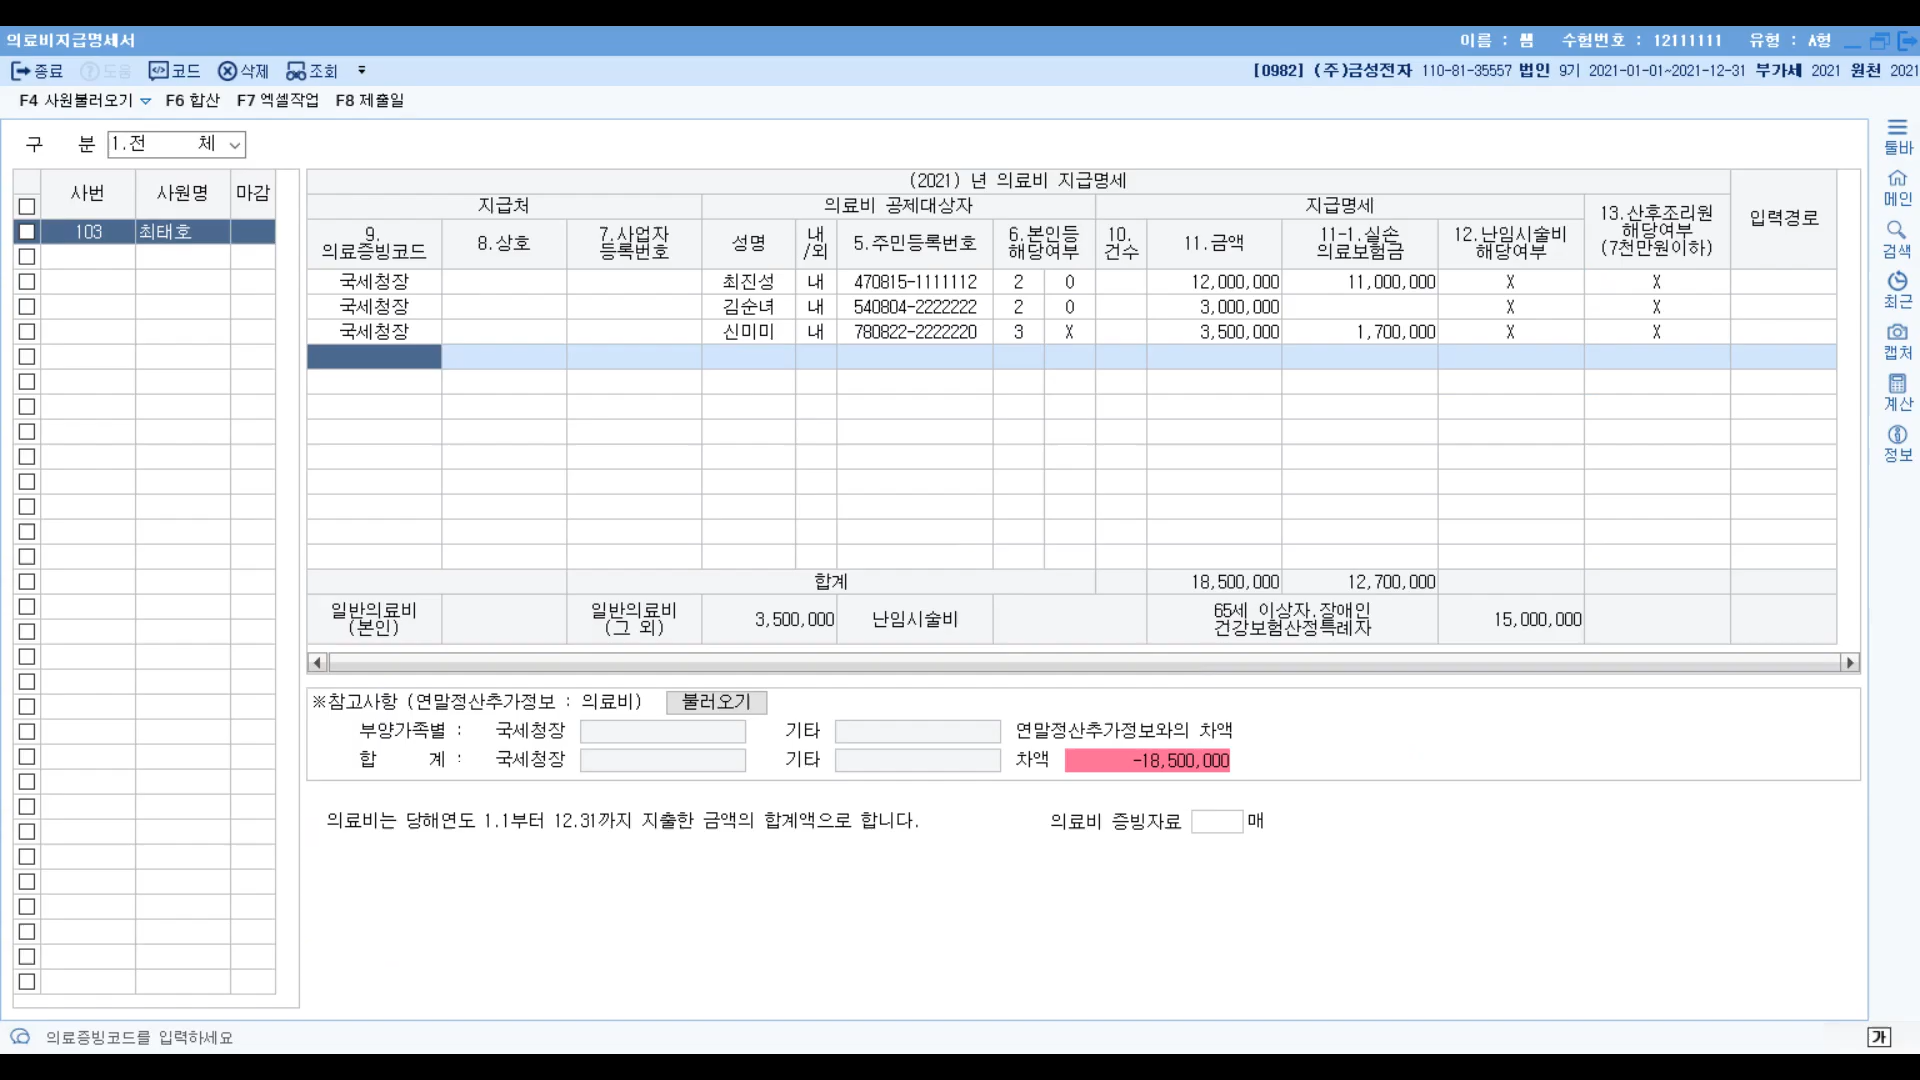 의료비지급명세서 이름 : 쌤 수험번호 : 12111111 유형 : A형
종료 도움 코드 삭제 조회 [0982] (주)금성전자 110-81-35557 법인 9기 2021-01-01~2021-12-31 부가세 2021 원천 2021
F4 사원불러오기 F6 합산 F7 엑셀작업 F8 제출일
구 분 1.전 체
툴바
메인
검색
최근
캡처
계산
정보
사번 사원명 마감
103 최태호
(2021) 년 의료비 지급명세
지급처 의료비 공제대상자 지급명세 13.산후조리원 해당여부 (7천만원이하) 입력경로
9. 의료증빙코드 8.상호 7.사업자 등록번호 성명 내/외 5.주민등록번호 6.본인등 해당여부 10. 건수 11.금액 11-1.실손 의료보험금 12.난임시술비 해당여부
국세청장 최진성 내 470815-1111112 2 O 12,000,000 11,000,000 X X
국세청장 김순녀 내 540804-2222222 2 O 3,000,000 X X
국세청장 신미미 내 780822-2222220 3 X 3,500,000 1,700,000 X X
합계 18,500,000 12,700,000
일반의료비 (본인) 일반의료비 (그 외) 3,500,000 난임시술비 65세 이상자.장애인 건강보험산정특례자 15,000,000
※참고사항 (연말정산추가정보 : 의료비) 불러오기
부양가족별 : 국세청장 기타 연말정산추가정보와의 차액
합 계 : 국세청장 기타 차액 -18,500,000
의료비는 당해연도 1.1부터 12.31까지 지출한 금액의 합계액으로 합니다. 의료비 증빙자료 매
의료증빙코드를 입력하세요 가